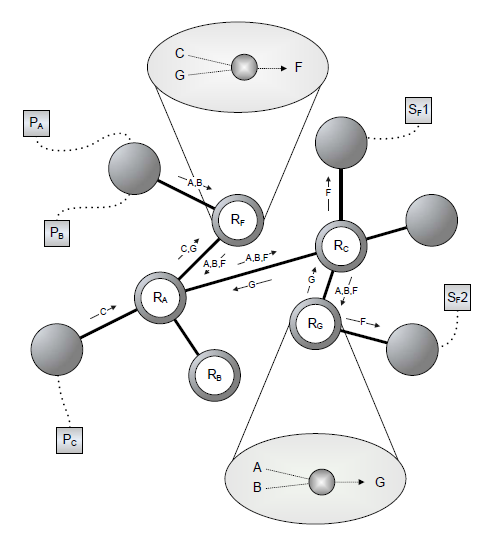 C
G
F
P_A
S_F1
A,B
F
P_B
R_F
C,G
A,B,F
A,B,F
R_C
G
G
A,B,F
R_A
S_F2
C
R_G
F
R_B
P_C
A
B
G